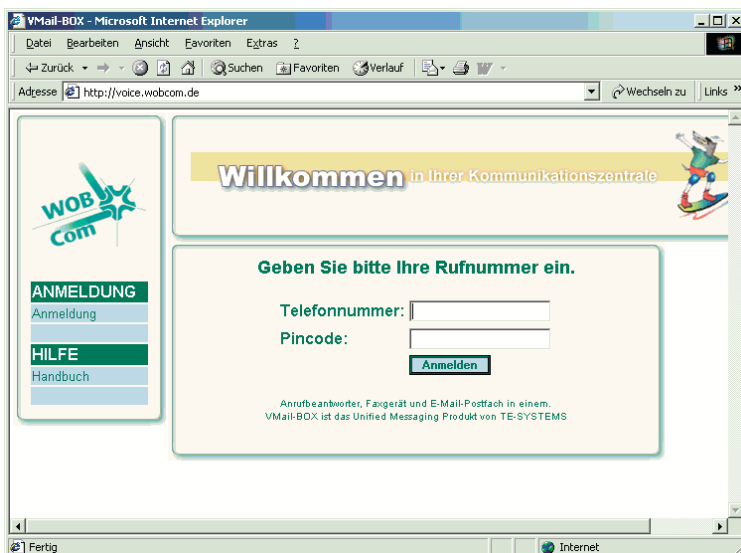 VMail-BOX - Microsoft Internet Explorer
Datei Bearbeiten Ansicht Favoriten Extras ?
Zurück Suchen Favoriten Verlauf
Adresse http://voice.wobcom.de Wechseln zu Links »
WOB
Com
Willkommen in Ihrer Kommunikationszentrale
ANMELDUNG
Anmeldung
HILFE
Handbuch
Geben Sie bitte Ihre Rufnummer ein.
Telefonnummer:
Pincode:
Anmelden
Anrufbeantworter, Faxgerät und E-Mail-Postfach in einem.
VMail-BOX ist das Unified Messaging Produkt von TE-SYSTEMS
Fertig Internet